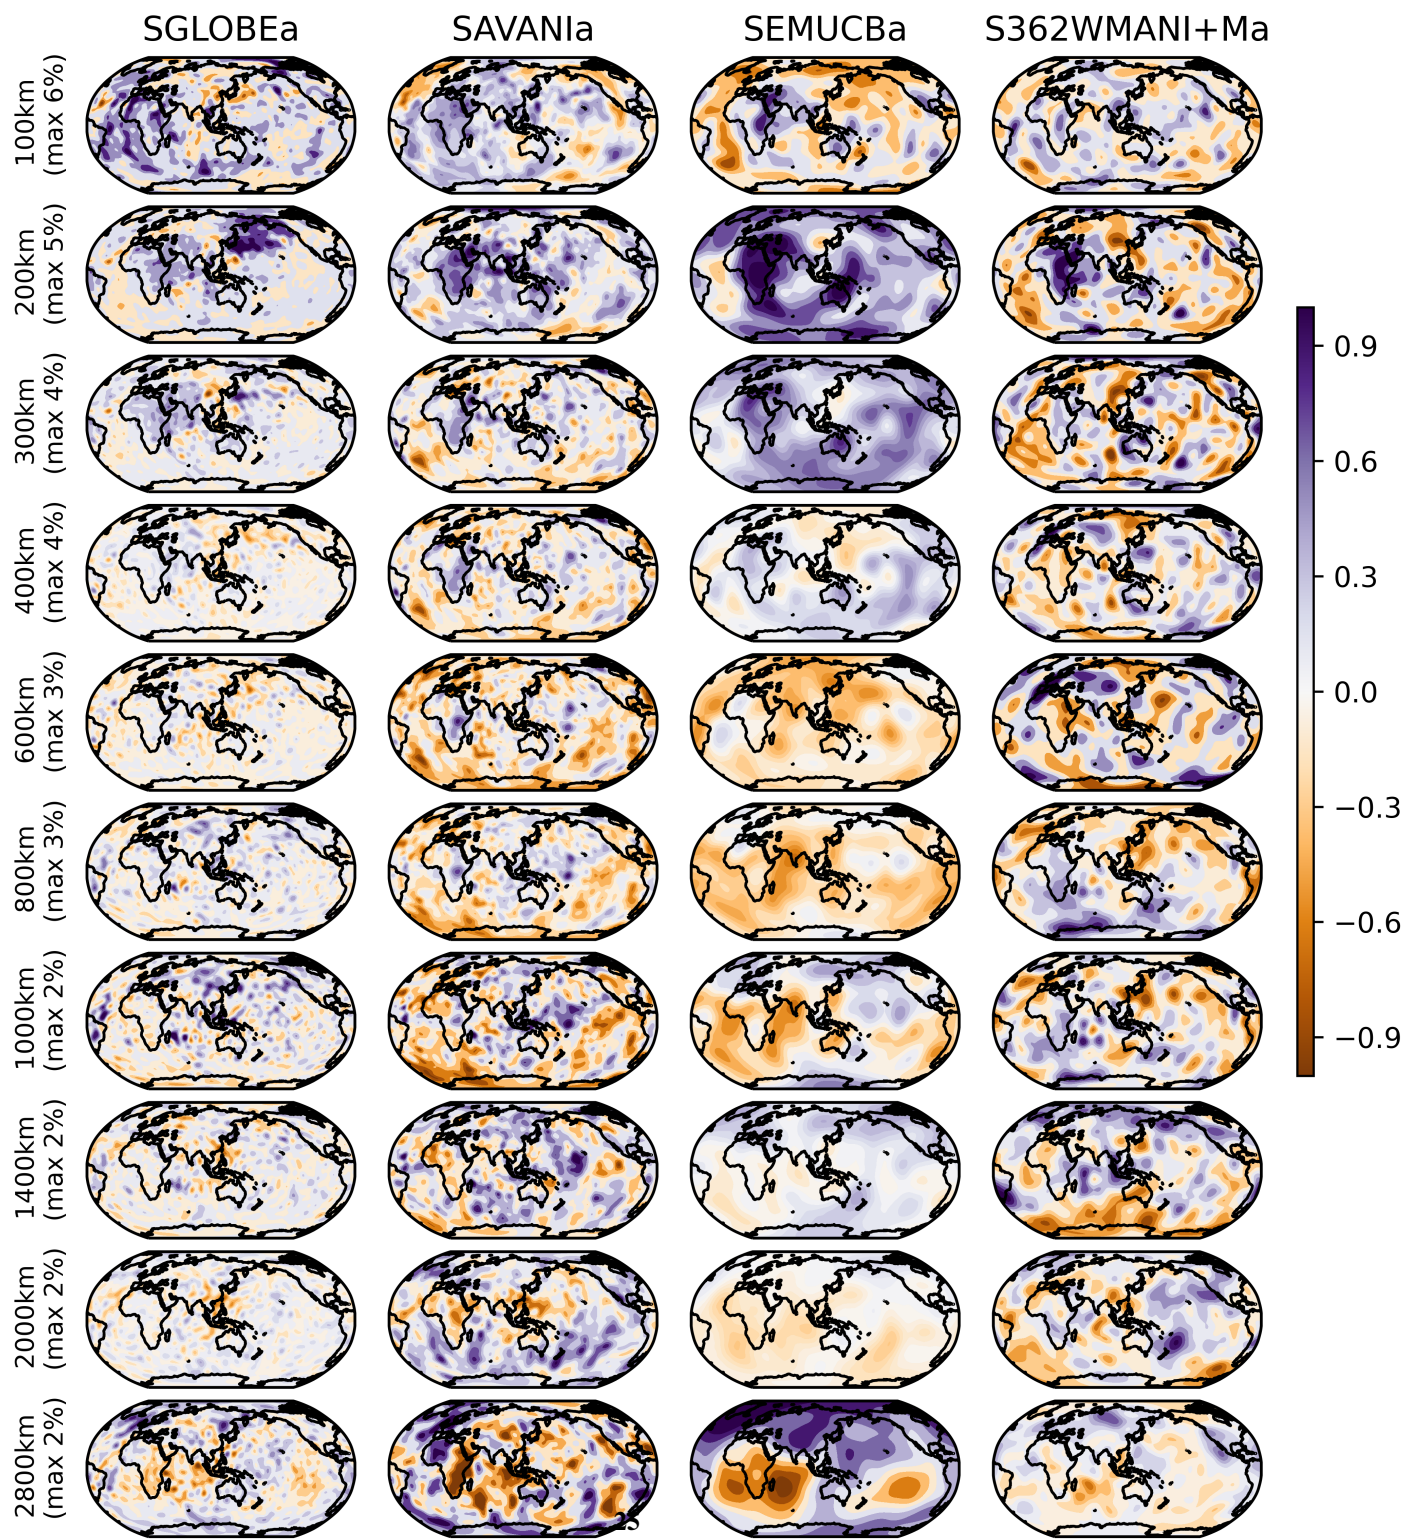 SGLOBEa SAVANIa SEMUCBa S362WMANI+Ma
100km
(max 6%)
200km
(max 5%)
300km
(max 4%)
400km
(max 4%)
600km
(max 3%)
800km
(max 3%)
1000km
(max 2%)
1400km
(max 2%)
2000km
(max 2%)
2800km
(max 2%)
0.9
0.6
0.3
0.0
−0.3
−0.6
−0.9
25